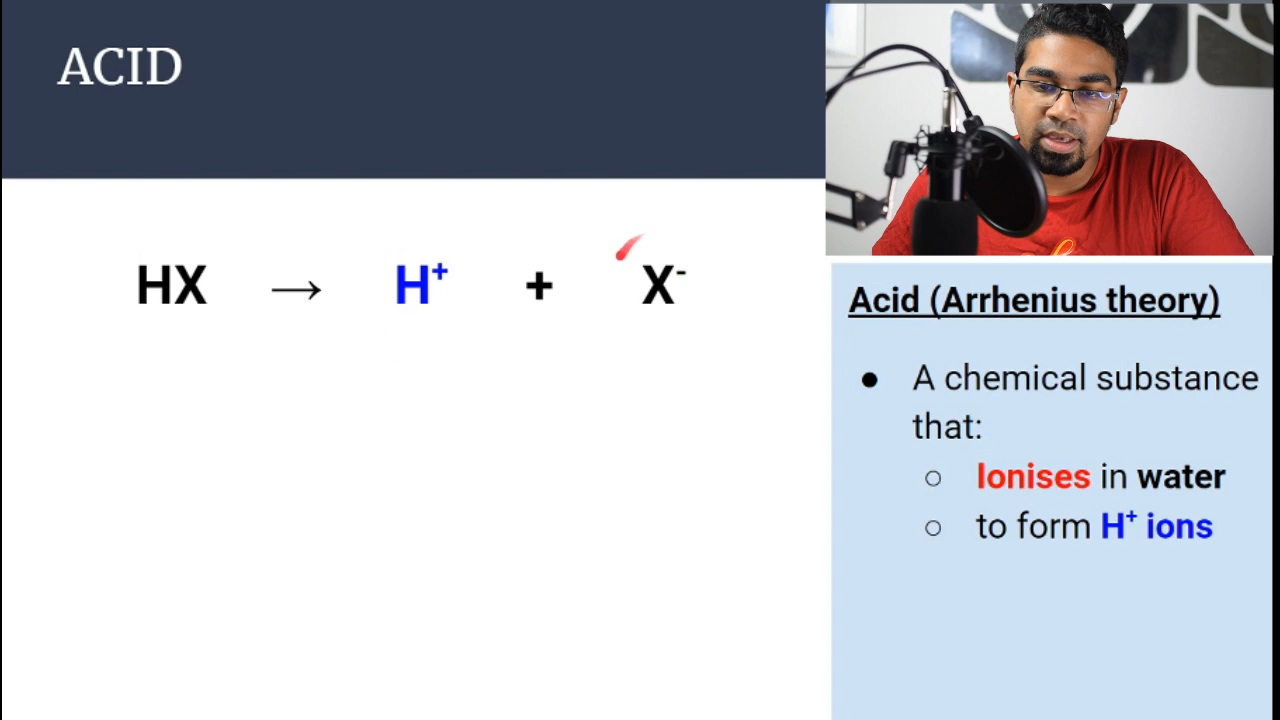 ACID
HX → H⁺ + X⁻
Acid (Arrhenius theory)
● A chemical substance
that:
○ Ionises in water
○ to form H⁺ ions